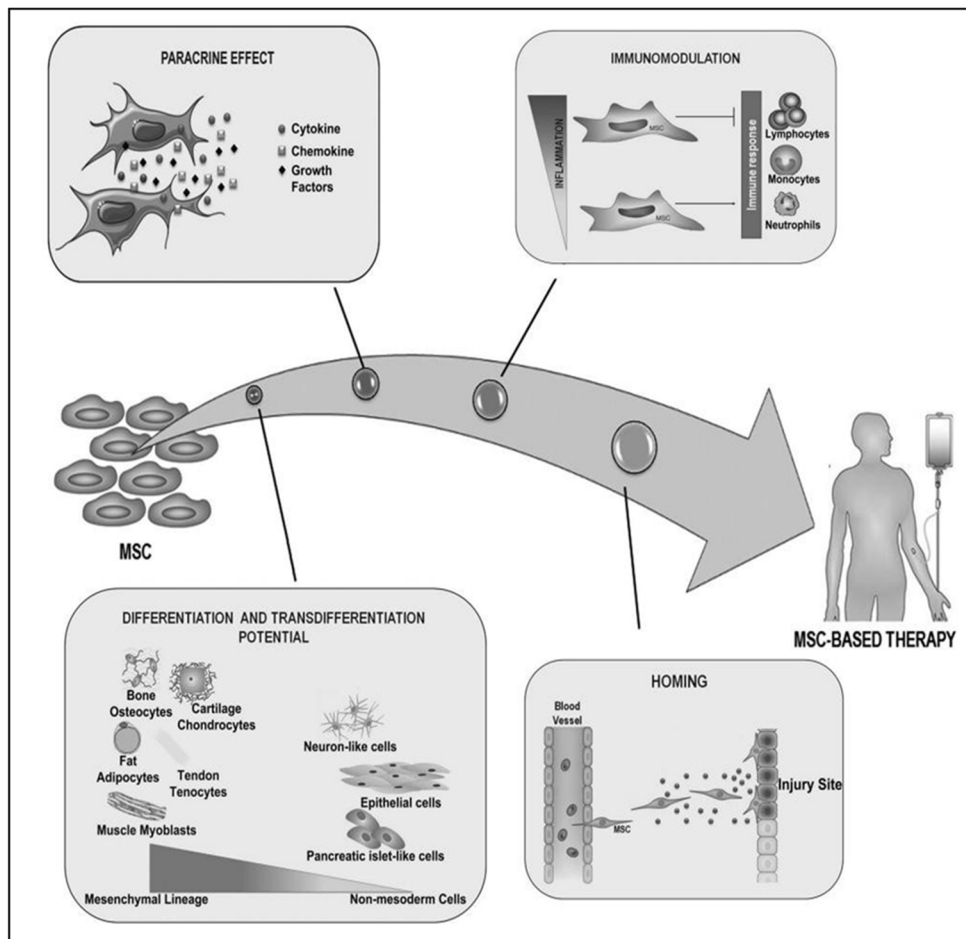 PARACRINE EFFECT
Cytokine
Chemokine
Growth
Factors
IMMUNOMODULATION
INFLAMMATION
MSC
MSC
Immune response
Lymphocytes
Monocytes
Neutrophils
MSC
MSC-BASED THERAPY
DIFFERENTIATION AND TRANSDIFFERENTIATION
POTENTIAL
Bone
Osteocytes
Cartilage
Chondrocytes
Fat
Adipocytes
Tendon
Tenocytes
Muscle Myoblasts
Neuron-like cells
Epithelial cells
Pancreatic islet-like cells
Mesenchymal Lineage
Non-mesoderm Cells
HOMING
Blood
Vessel
MSC
Injury Site